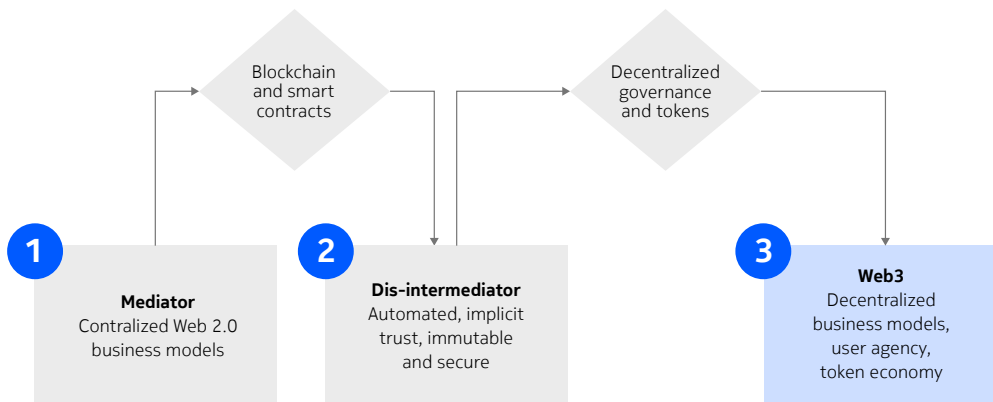 Blockchain
and smart
contracts
Decentralized
governance
and tokens
1
Mediator
Contralized Web 2.0
business models
2
Dis-intermediator
Automated, implicit
trust, immutable
and secure
3
Web3
Decentralized
business models,
user agency,
token economy